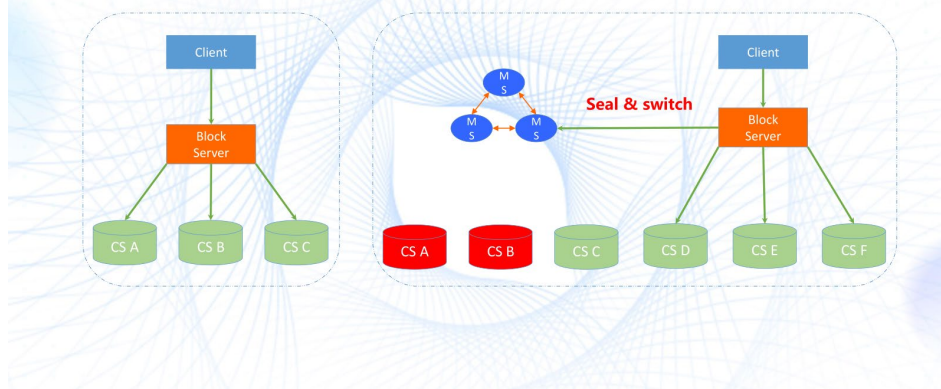 Client
Block
Server
CS A
CS B
CS C
M
S
M
S
M
S
Seal & switch
Client
Block
Server
CS A
CS B
CS C
CS D
CS E
CS F